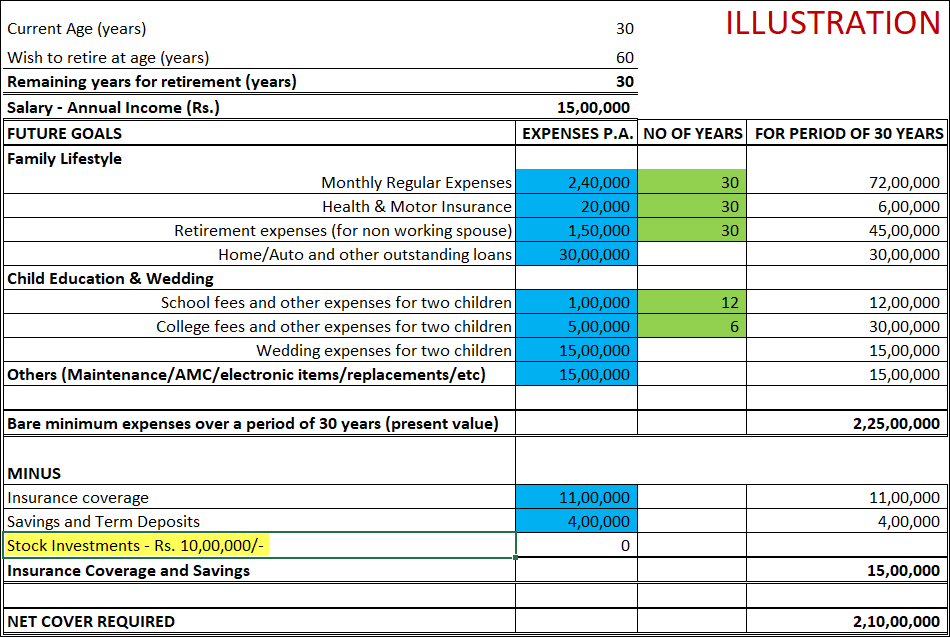 ILLUSTRATION
Current Age (years) 30
Wish to retire at age (years) 60
Remaining years for retirement (years) 30
Salary - Annual Income (Rs.) 15,00,000
FUTURE GOALS EXPENSES P.A. NO OF YEARS FOR PERIOD OF 30 YEARS
Family Lifestyle
Monthly Regular Expenses 2,40,000 30 72,00,000
Health & Motor Insurance 20,000 30 6,00,000
Retirement expenses (for non working spouse) 1,50,000 30 45,00,000
Home/Auto and other outstanding loans 30,00,000 30,00,000
Child Education & Wedding
School fees and other expenses for two children 1,00,000 12 12,00,000
College fees and other expenses for two children 5,00,000 6 30,00,000
Wedding expenses for two children 15,00,000 15,00,000
Others (Maintenance/AMC/electronic items/replacements/etc) 15,00,000 15,00,000
Bare minimum expenses over a period of 30 years (present value) 2,25,00,000
MINUS
Insurance coverage 11,00,000 11,00,000
Savings and Term Deposits 4,00,000 4,00,000
Stock Investments - Rs. 10,00,000/- 0
Insurance Coverage and Savings 15,00,000
NET COVER REQUIRED 2,10,00,000